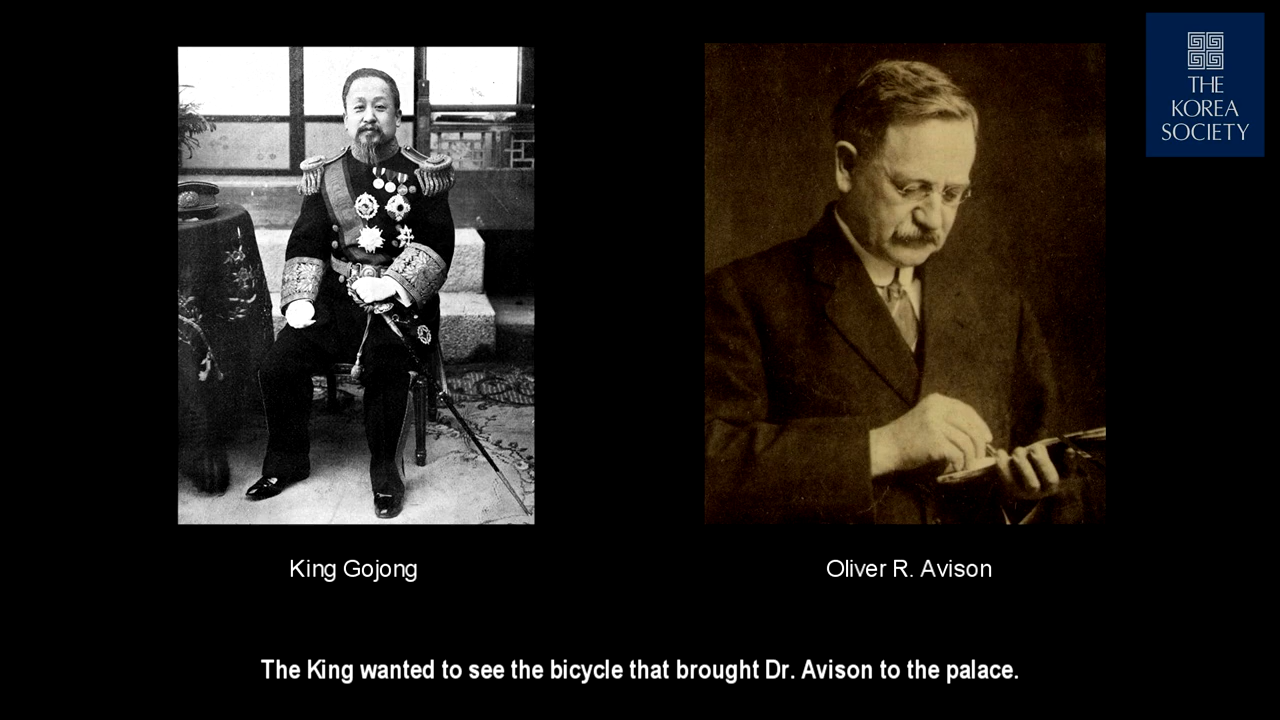 THE
KOREA
SOCIETY
King Gojong
Oliver R. Avison
The King wanted to see the bicycle that brought Dr. Avison to the palace.